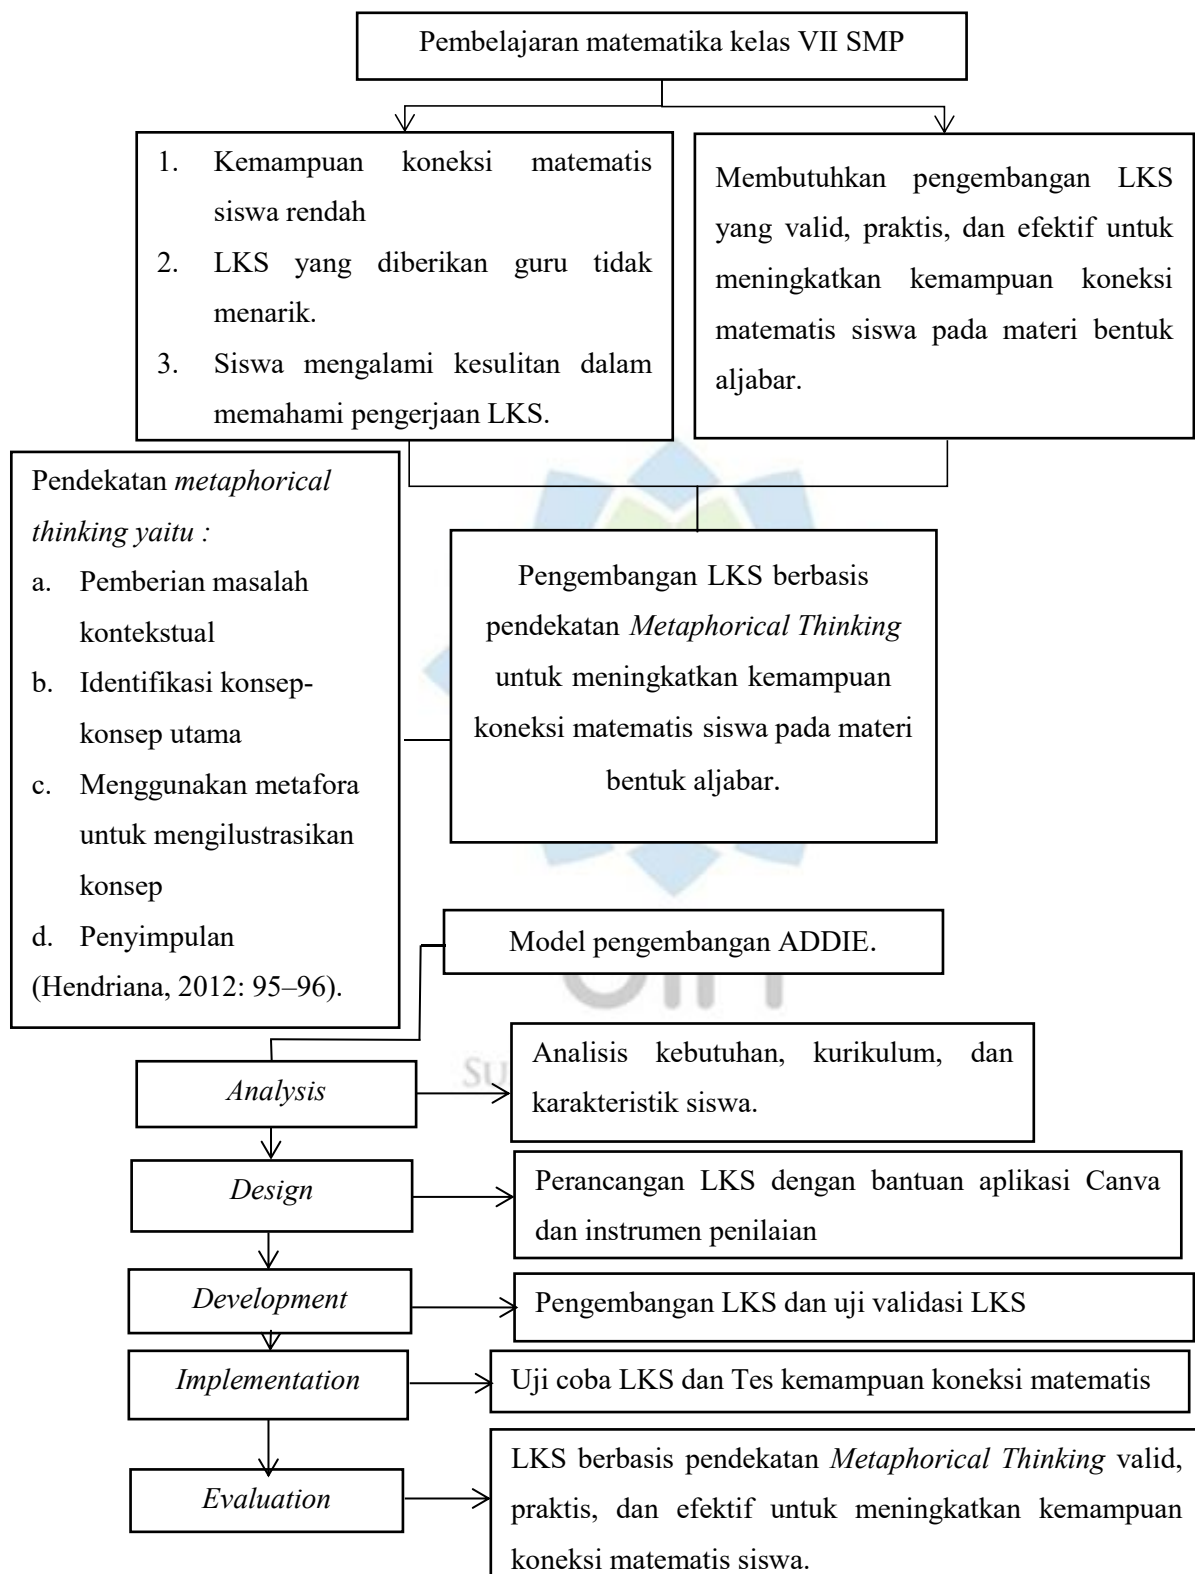 Pembelajaran matematika kelas VII SMP
1. Kemampuan koneksi matematis
siswa rendah
2. LKS yang diberikan guru tidak
menarik.
3. Siswa mengalami kesulitan dalam
memahami pengerjaan LKS.
Membutuhkan pengembangan LKS
yang valid, praktis, dan efektif untuk
meningkatkan kemampuan koneksi
matematis siswa pada materi bentuk
aljabar.
Pendekatan metaphorical
thinking yaitu :
a. Pemberian masalah
kontekstual
b. Identifikasi konsep-
konsep utama
c. Menggunakan metafora
untuk mengilustrasikan
konsep
d. Penyimpulan
(Hendriana, 2012: 95–96).
Pengembangan LKS berbasis
pendekatan Metaphorical Thinking
untuk meningkatkan kemampuan
koneksi matematis siswa pada materi
bentuk aljabar.
Model pengembangan ADDIE.
Analysis
Analisis kebutuhan, kurikulum, dan
karakteristik siswa.
Design
Perancangan LKS dengan bantuan aplikasi Canva
dan instrumen penilaian
Development
Pengembangan LKS dan uji validasi LKS
Implementation
Uji coba LKS dan Tes kemampuan koneksi matematis
Evaluation
LKS berbasis pendekatan Metaphorical Thinking valid,
praktis, dan efektif untuk meningkatkan kemampuan
koneksi matematis siswa.